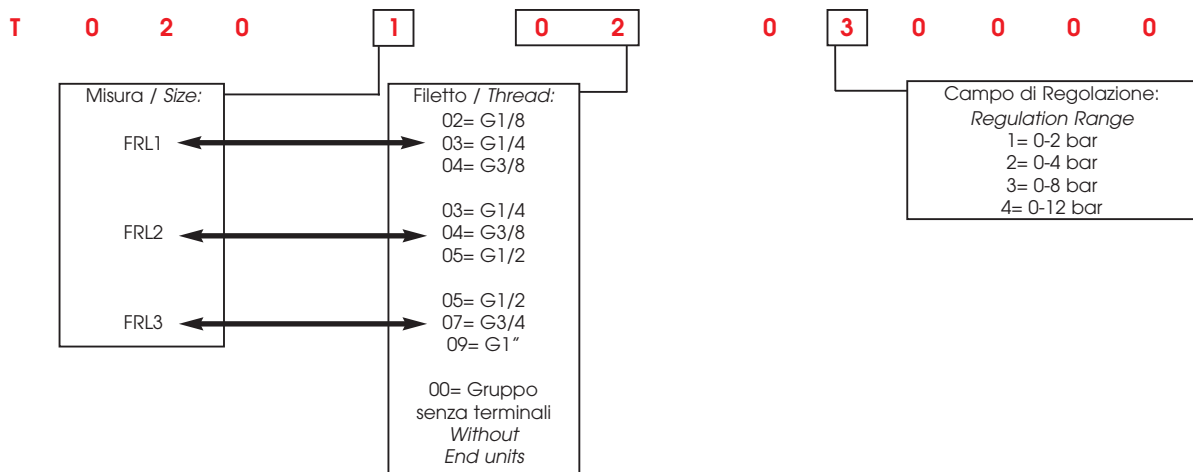 T 0 2 0 1 0 2 0 3 0 0 0 0
Misura / Size:
FRL1
FRL2
FRL3
Filetto / Thread:
02= G1/8
03= G1/4
04= G3/8
03= G1/4
04= G3/8
05= G1/2
05= G1/2
07= G3/4
09= G1″
00= Gruppo
senza terminali
Without
End units
Campo di Regolazione:
Regulation Range
1= 0-2 bar
2= 0-4 bar
3= 0-8 bar
4= 0-12 bar